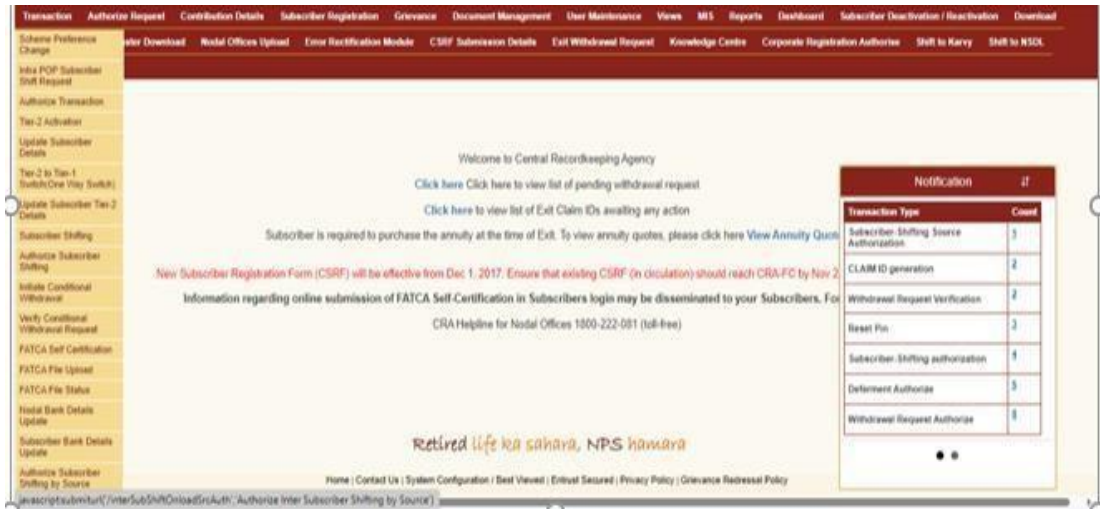 Transaction Authorize Request Contribution Details Subscriber Registration Grievance Document Management User Maintenance Views MIS Reports Dashboard Subscriber Deactivation / Reactivation Download
Download Nodal Offices Upload Error Rectification Module CSRF Submission Details Exit Withdrawal Request Knowledge Centre Corporate Registration Authorise Shift to Karvy Shift to NSDL
Scheme Preference
Change
Intra POP Subscriber
Shift Request
Authorize Transaction
Tier-2 Activation
Update Subscriber
Details
Tier-2 to Tier-1
Switch(One Way Switch)
Update Subscriber Tier-2
Details
Subscriber Shifting
Authorize Subscriber
Shifting
Initiate Conditional
Withdrawal
Verify Conditional
Withdrawal Request
FATCA Self Certification
FATCA File Upload
FATCA File Status
Nodal Bank Details
Update
Subscriber Bank Details
Update
Authorize Subscriber
Shifting by Source
Welcome to Central Recordkeeping Agency
Click here Click here to view list of pending withdrawal request
Click here to view list of Exit Claim IDs awaiting any action
Subscriber is required to purchase the annuity at the time of Exit. To view annuity quotes, please click here View Annuity Quo
New Subscriber Registration Form (CSRF) will be effective from Dec 1, 2017. Ensure that existing CSRF (in circulation) should reach CRA-FC by Nov 2
Information regarding online submission of FATCA Self-Certification in Subscribers login may be disseminated to your Subscribers. Fo
CRA Helpline for Nodal Offices 1800-222-081 (toll-free)
Notification
Transaction Type Count
Subscriber-Shifting Source
Authorization
CLAIM ID generation 2
Withdrawal Request Verification 2
Reset Pin
Subscriber-Shifting authorization
Deferment Authorize
Withdrawal Request Authorize
Retired life ka sahara, NPS hamara
Home | Contact Us | System Configuration / Best Viewed | Entrust Secured | Privacy Policy | Grievance Redressal Policy
javascript:submiturl('/interSubShiftOnloadSrcAuth','Authorize Inter Subscriber Shifting by Source')